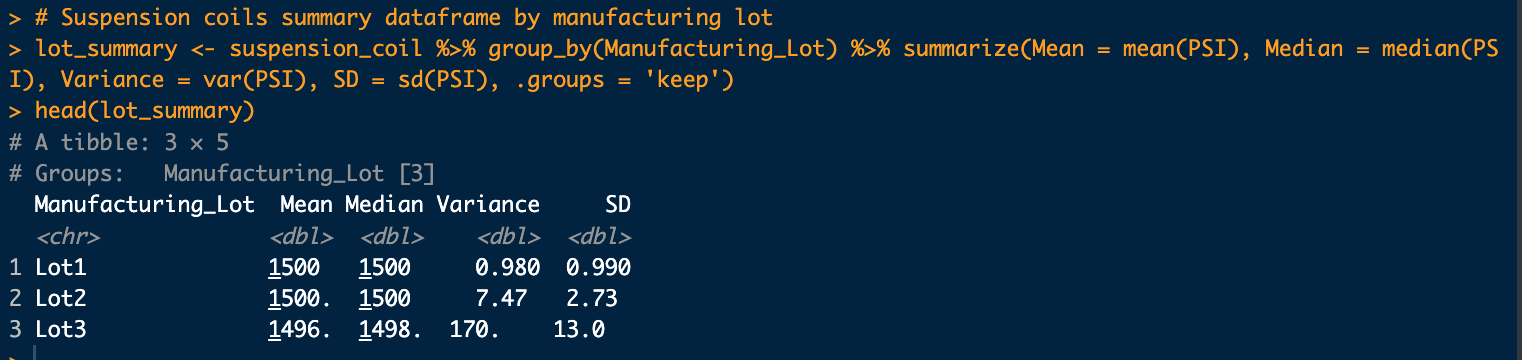 > # Suspension coils summary dataframe by manufacturing lot
> lot_summary <- suspension_coil %>% group_by(Manufacturing_Lot) %>% summarize(Mean = mean(PSI), Median = median(PS
I), Variance = var(PSI), SD = sd(PSI), .groups = 'keep')
> head(lot_summary)
# A tibble: 3 × 5
# Groups:   Manufacturing_Lot [3]
  Manufacturing_Lot  Mean Median Variance     SD
  <chr>             <dbl>  <dbl>    <dbl>  <dbl>
1 Lot1              1500   1500     0.980  0.990
2 Lot2              1500.  1500     7.47   2.73
3 Lot3              1496.  1498.  170.    13.0
>